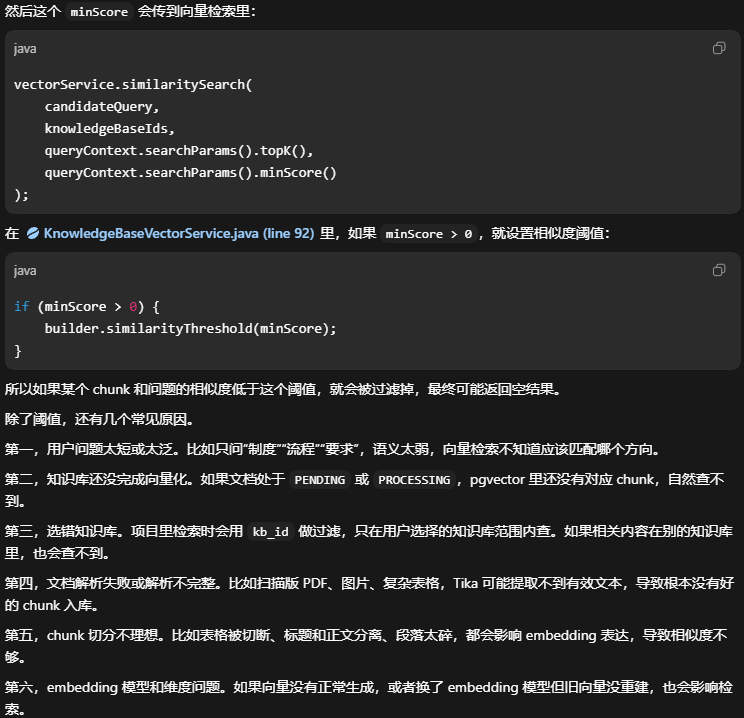 然后这个 minScore 会传到向量检索里：
java
vectorService.similaritySearch(
    candidateQuery,
    knowledgeBaseIds,
    queryContext.searchParams().topK(),
    queryContext.searchParams().minScore()
);
在 KnowledgeBaseVectorService.java (line 92) 里，如果 minScore > 0 ，就设置相似度阈值：
java
if (minScore > 0) {
    builder.similarityThreshold(minScore);
}
所以如果某个 chunk 和问题的相似度低于这个阈值，就会被过滤掉，最终可能返回空结果。
除了阈值，还有几个常见原因。
第一，用户问题太短或太泛。比如只问“制度”“流程”“要求”，语义太弱，向量检索不知道应该匹配哪个方向。
第二，知识库还没完成向量化。如果文档处于 PENDING 或 PROCESSING ，pgvector 里还没有对应 chunk，自然查不
到。
第三，选错知识库。项目里检索时会用 kb_id 做过滤，只在用户选择的知识库范围内查。如果相关内容在别的知识库
里，也会查不到。
第四，文档解析失败或解析不完整。比如扫描版 PDF、图片、复杂表格，Tika 可能提取不到有效文本，导致根本没有好
的 chunk 入库。
第五，chunk 切分不理想。比如表格被切断、标题和正文分离、段落太碎，都会影响 embedding 表达，导致相似度不
够。
第六，embedding 模型和维度问题。如果向量没有正常生成，或者换了 embedding 模型但旧向量没重建，也会影响检
索。